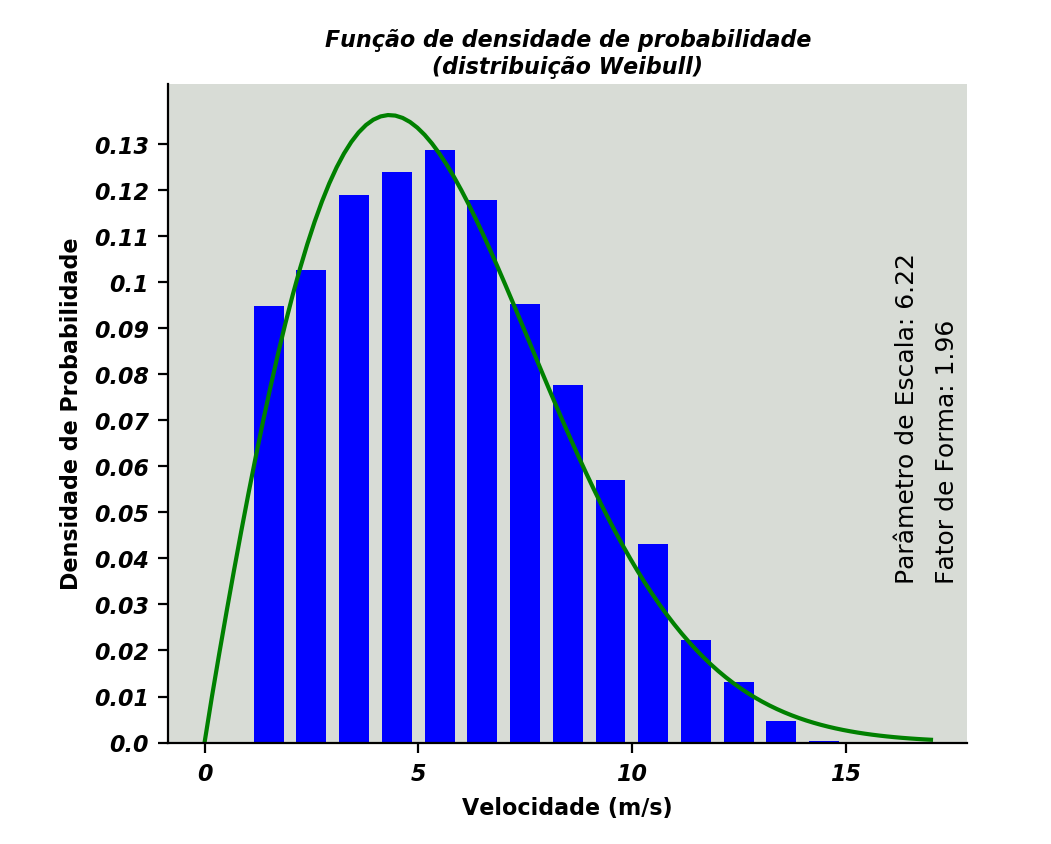 Função de densidade de probabilidade
(distribuição Weibull)
Densidade de Probabilidade
0.13
0.12
0.11
0.1
0.09
0.08
0.07
0.06
0.05
0.04
0.03
0.02
0.01
0.0
Parâmetro de Escala: 6.22
Fator de Forma: 1.96
0 5 10 15
Velocidade (m/s)